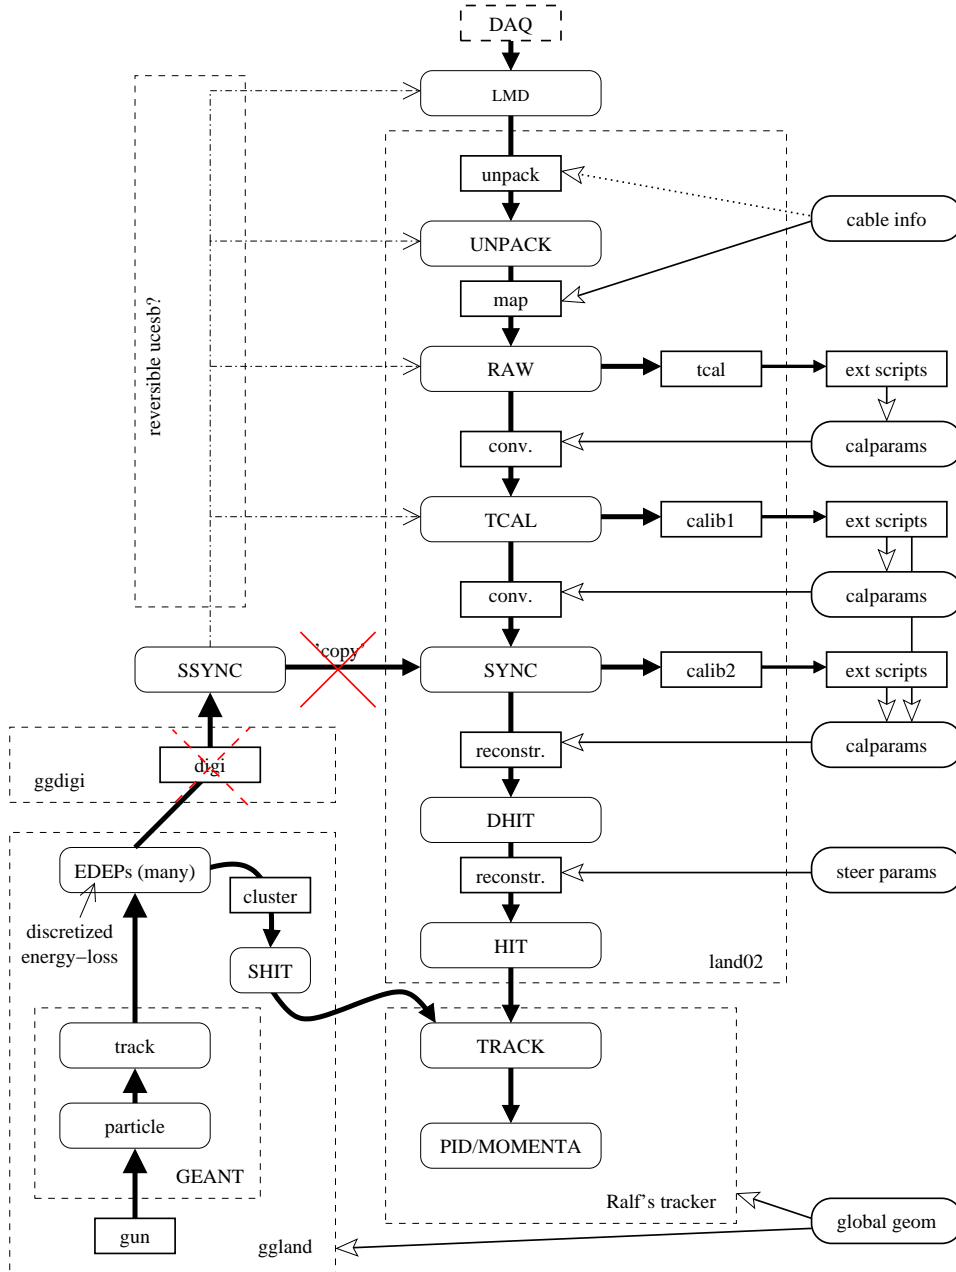 DAQ
LMD
unpack
cable info
UNPACK
map
reversible ucesb?
RAW
tcal
ext scripts
conv.
calparams
TCAL
calib1
ext scripts
conv.
calparams
'copy'
SSYNC
SYNC
calib2
ext scripts
digi
reconstr.
calparams
ggdigi
DHIT
EDEPs (many)
cluster
reconstr.
steer params
discretized
energy−loss
SHIT
HIT
land02
track
TRACK
particle
PID/MOMENTA
GEANT
Ralf's tracker
global geom
gun
ggland